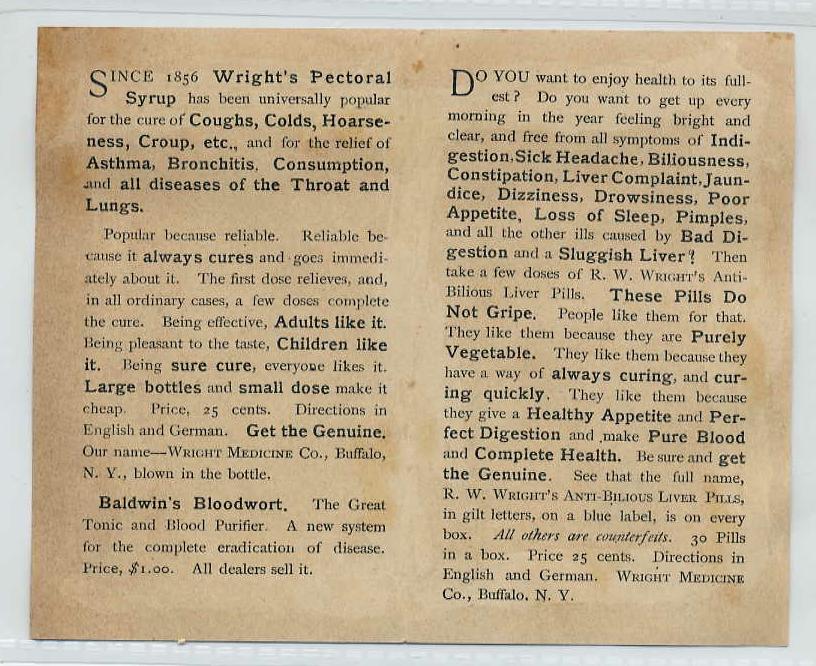 SINCE 1856 Wright's Pectoral
Syrup has been universally popular
for the cure of Coughs, Colds, Hoarse-
ness, Croup, etc., and for the relief of
Asthma, Bronchitis, Consumption,
and all diseases of the Throat and
Lungs.
Popular because reliable. Reliable be-
cause it always cures and goes immedi-
ately about it. The first dose relieves, and,
in all ordinary cases, a few doses complete
the cure. Being effective, Adults like it.
Being pleasant to the taste, Children like
it. Being sure cure, everyone likes it.
Large bottles and small dose make it
cheap. Price, 25 cents. Directions in
English and German. Get the Genuine.
Our name—WRIGHT MEDICINE Co., Buffalo,
N. Y., blown in the bottle.
Baldwin's Bloodwort. The Great
Tonic and Blood Purifier. A new system
for the complete eradication of disease.
Price, $1.00. All dealers sell it.
DO YOU want to enjoy health to its full-
est? Do you want to get up every
morning in the year feeling bright and
clear, and free from all symptoms of Indi-
gestion, Sick Headache, Biliousness,
Constipation, Liver Complaint, Jaun-
dice, Dizziness, Drowsiness, Poor
Appetite, Loss of Sleep, Pimples,
and all the other ills caused by Bad Di-
gestion and a Sluggish Liver? Then
take a few doses of R. W. WRIGHT'S Anti-
Bilious Liver Pills. These Pills Do
Not Gripe. People like them for that.
They like them because they are Purely
Vegetable. They like them because they
have a way of always curing, and cur-
ing quickly. They like them because
they give a Healthy Appetite and Per-
fect Digestion and make Pure Blood
and Complete Health. Be sure and get
the Genuine. See that the full name,
R. W. WRIGHT'S ANTI-BILIOUS LIVER PILLS,
in gilt letters, on a blue label, is on every
box. All others are counterfeits. 30 Pills
in a box. Price 25 cents. Directions in
English and German. WRIGHT MEDICINE
Co., Buffalo, N. Y.